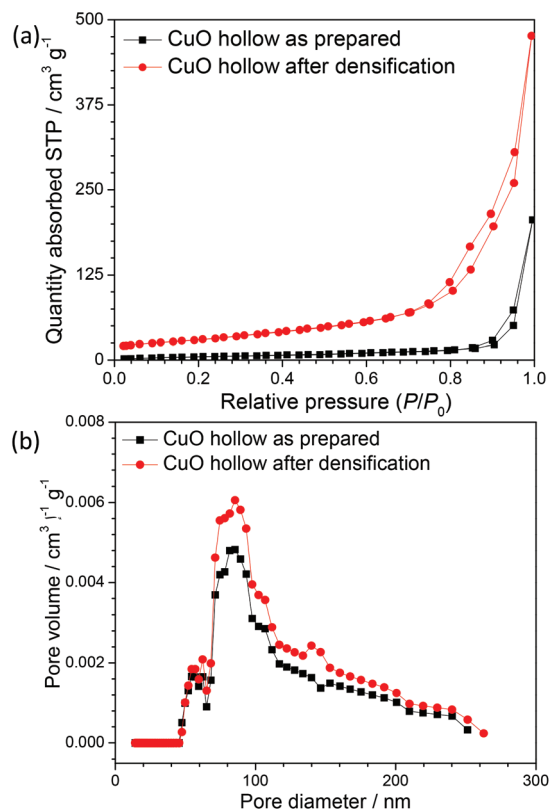 (a)
CuO hollow as prepared
CuO hollow after densification
Quantity absorbed STP / cm³ g⁻¹
500
375
250
125
0
0.0
0.2
0.4
0.6
0.8
1.0
Relative pressure (P/P₀)
(b)
CuO hollow as prepared
CuO hollow after densification
Pore volume / cm³ )⁻¹ g⁻¹
0.008
0.006
0.004
0.002
0.000
0
100
200
300
Pore diameter / nm